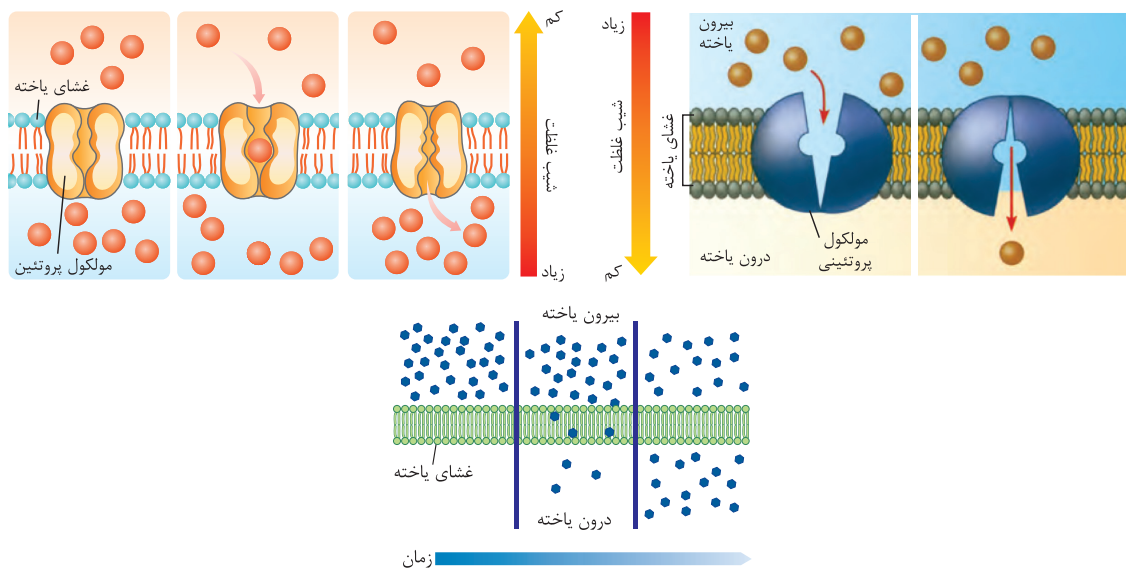 کم
شیب غلظت
زیاد
غشای یاخته
مولکول پروتئین
زیاد
شیب غلظت
کم
بیرون
یاخته
غشای یاخته
درون یاخته
مولکول
پروتئینی
بیرون یاخته
غشای یاخته
درون یاخته
زمان